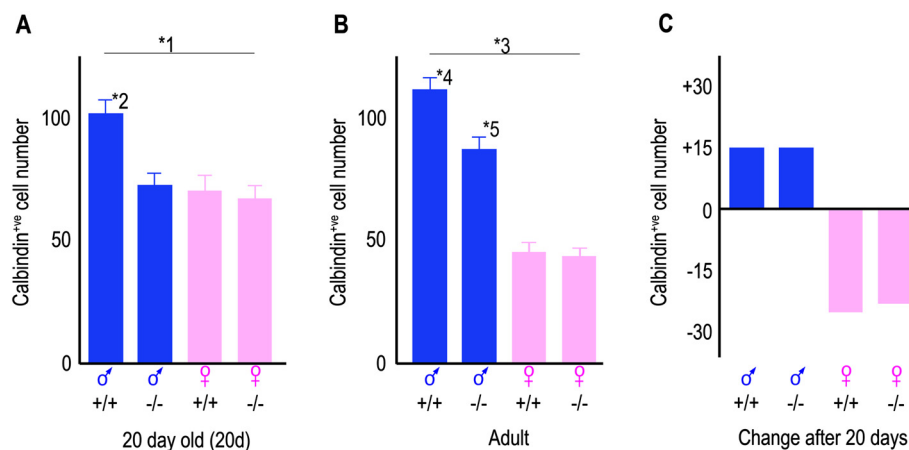 A
*1
*2
100
50
0
Calbindin+ve cell number
♂ ♂ ♀ ♀
+/+ -/- +/+ -/-
20 day old (20d)
B
*3
*4
*5
100
50
0
Calbindin+ve cell number
♂ ♂ ♀ ♀
+/+ -/- +/+ -/-
Adult
C
+30
+15
0
-15
-30
Calbindin+ve cell number
♂ ♂ ♀ ♀
+/+ -/- +/+ -/-
Change after 20 days